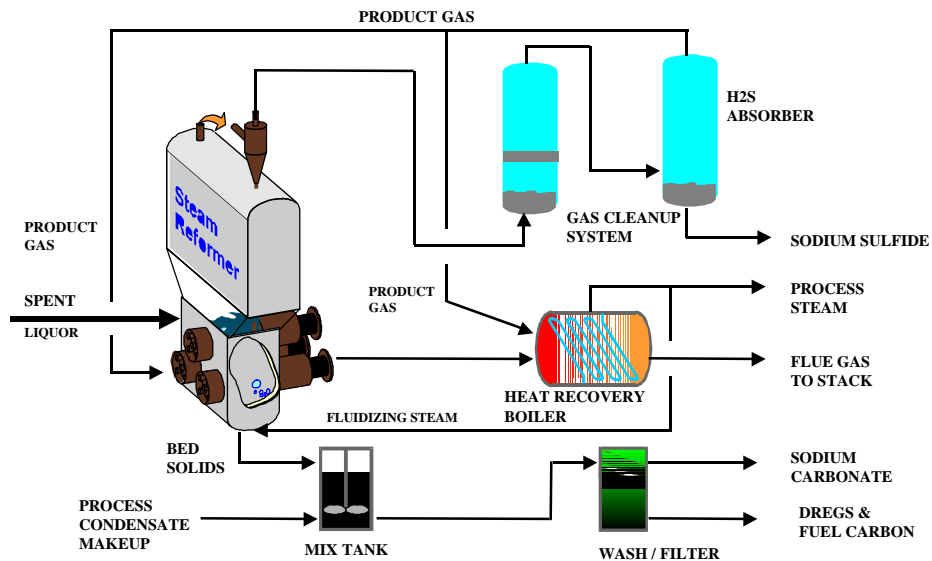 PRODUCT GAS
H2S
ABSORBER
Steam
Reformer
PRODUCT
GAS
GAS CLEANUP
SYSTEM
SODIUM SULFIDE
SPENT
LIQUOR
PRODUCT
GAS
PROCESS
STEAM
FLUE GAS
TO STACK
HEAT RECOVERY
BOILER
FLUIDIZING STEAM
BED
SOLIDS
SODIUM
CARBONATE
PROCESS
CONDENSATE
MAKEUP
DREGS &
FUEL CARBON
MIX TANK
WASH / FILTER